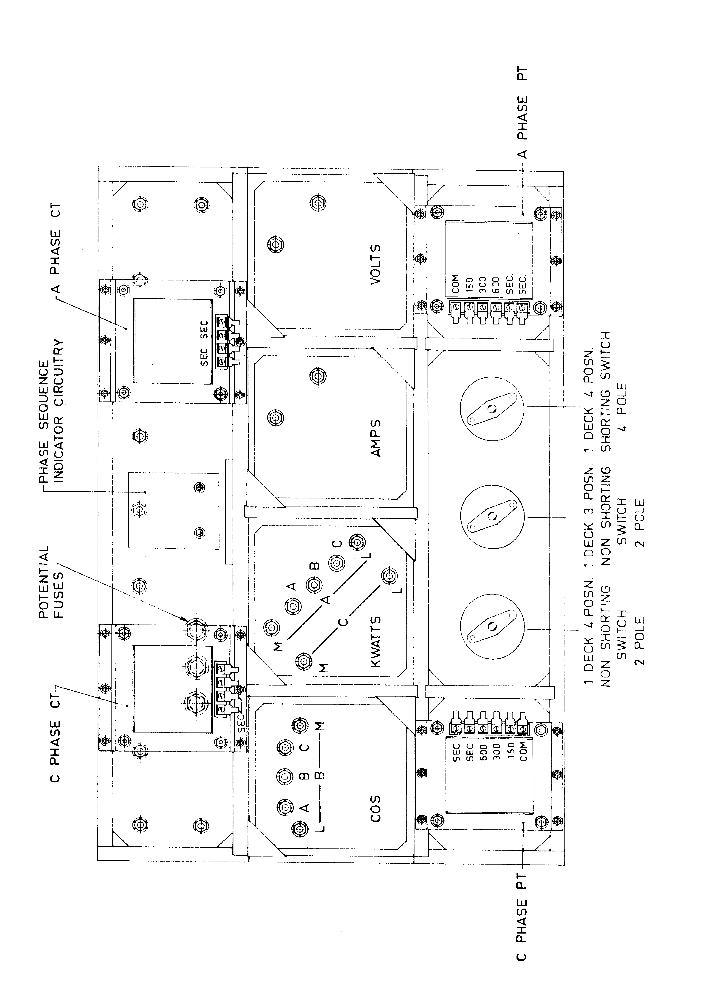 C PHASE CT
POTENTIAL
FUSES
PHASE SEQUENCE
INDICATOR CIRCUITRY
A PHASE CT
SEC
SEC SEC
L A B C M
B
COS
M A B C L
A
M C L
KWATTS
AMPS
VOLTS
SEC
SEC
600
300
150
COM
COM
150
300
600
SEC.
SEC.
C PHASE PT
A PHASE PT
1 DECK 4 POSN. 1 DECK 3 POSN. 1 DECK 4 POSN.
NON SHORTING NON SHORTING SHORTING SWITCH
SWITCH SWITCH 4 POLE
2 POLE 2 POLE